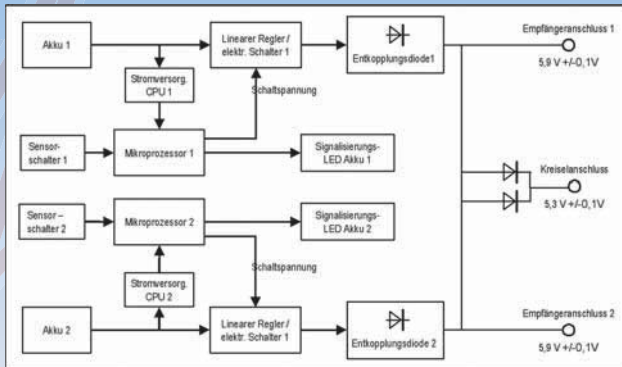 Akku 1
Linearer Regler /
elektr. Schalter 1
Entkopplungsdiode1
Empfängeranschluss 1
5,9 V +/-0,1V
Stromversorg.
CPU 1
Schaltspannung
Sensor-
schalter 1
Mikroprozessor 1
Signalisierungs-
LED Akku 1
Kreiselanschluss
5,3 V +/-0,1V
Sensor –
schalter 2
Mikroprozessor 2
Signalisierungs-
LED Akku 2
Schaltspannung
Stromversorg.
CPU 2
Akku 2
Linearer Regler /
elektr. Schalter 1
Entkopplungsdiode 2
Empfängeranschluss 2
5,9 V +/-0,1V